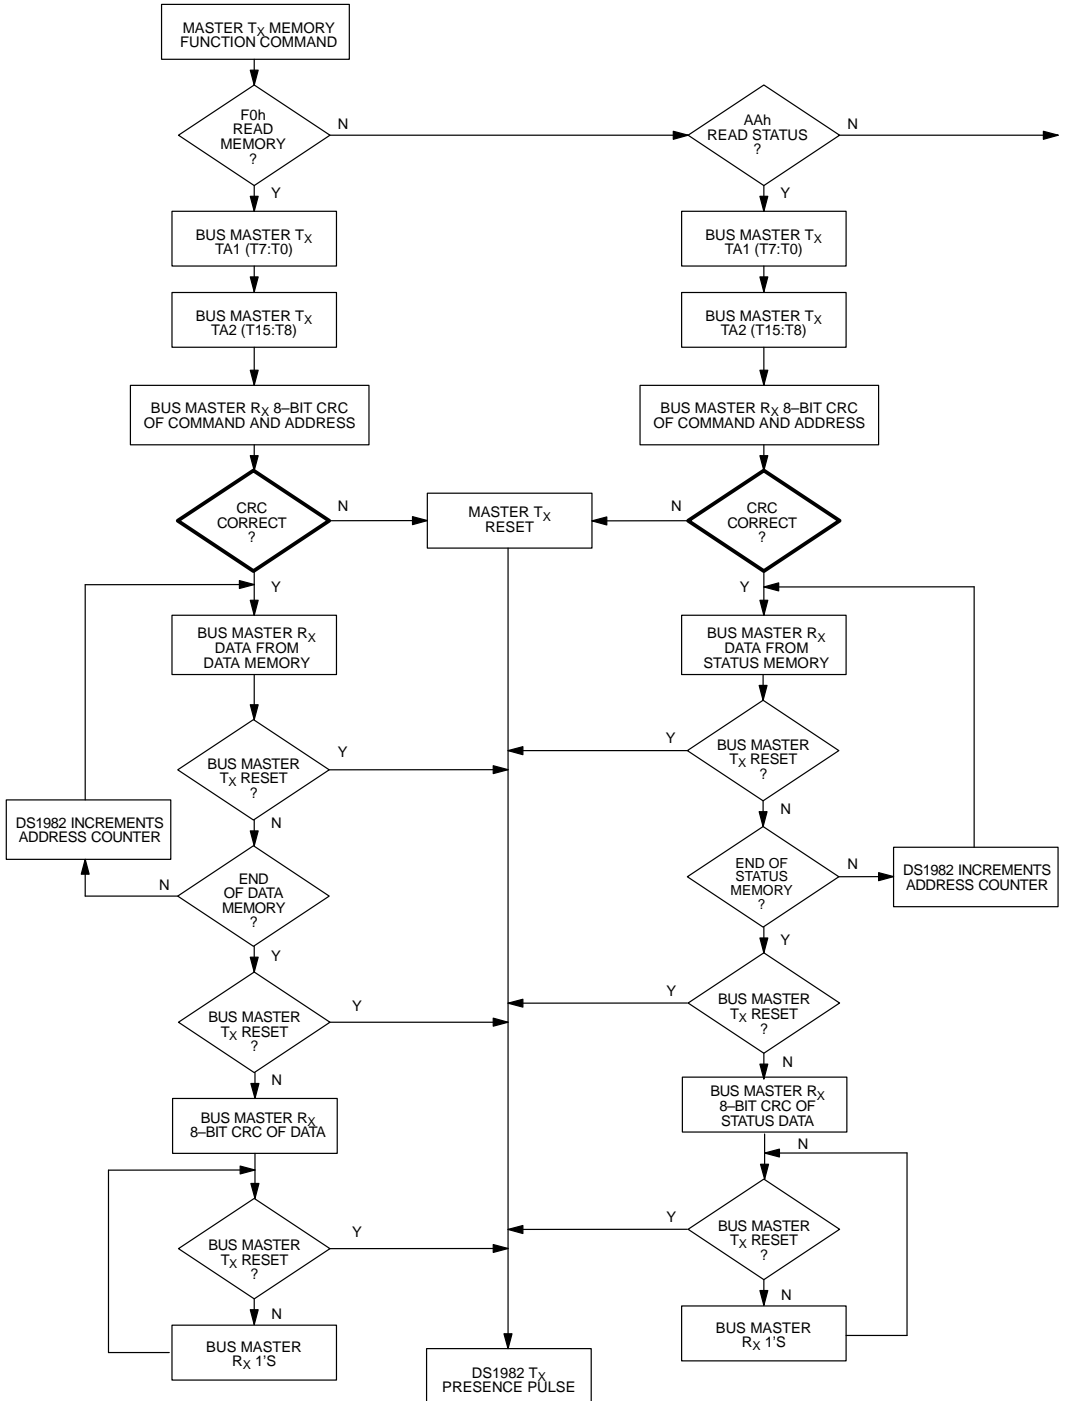 MASTER TX MEMORY
FUNCTION COMMAND
F0h
READ
MEMORY
?
N
AAh
READ STATUS
?
N
Y
Y
BUS MASTER TX
TA1 (T7:T0)
BUS MASTER TX
TA1 (T7:T0)
BUS MASTER TX
TA2 (T15:T8)
BUS MASTER TX
TA2 (T15:T8)
BUS MASTER RX 8–BIT CRC
OF COMMAND AND ADDRESS
BUS MASTER RX 8–BIT CRC
OF COMMAND AND ADDRESS
CRC
CORRECT
?
N
MASTER TX
RESET
N
CRC
CORRECT
?
Y
Y
BUS MASTER RX
DATA FROM
DATA MEMORY
BUS MASTER RX
DATA FROM
STATUS MEMORY
BUS MASTER
TX RESET
?
Y
Y
BUS MASTER
TX RESET
?
N
N
DS1982 INCREMENTS
ADDRESS COUNTER
N
END
OF DATA
MEMORY
?
END OF
STATUS
MEMORY
?
N
DS1982 INCREMENTS
ADDRESS COUNTER
Y
Y
BUS MASTER
TX RESET
?
Y
Y
BUS MASTER
TX RESET
?
N
N
BUS MASTER RX
8–BIT CRC OF DATA
BUS MASTER RX
8–BIT CRC OF
STATUS DATA
N
BUS MASTER
TX RESET
?
Y
Y
BUS MASTER
TX RESET
?
N
N
BUS MASTER
RX 1'S
BUS MASTER
RX 1'S
DS1982 TX
PRESENCE PULSE